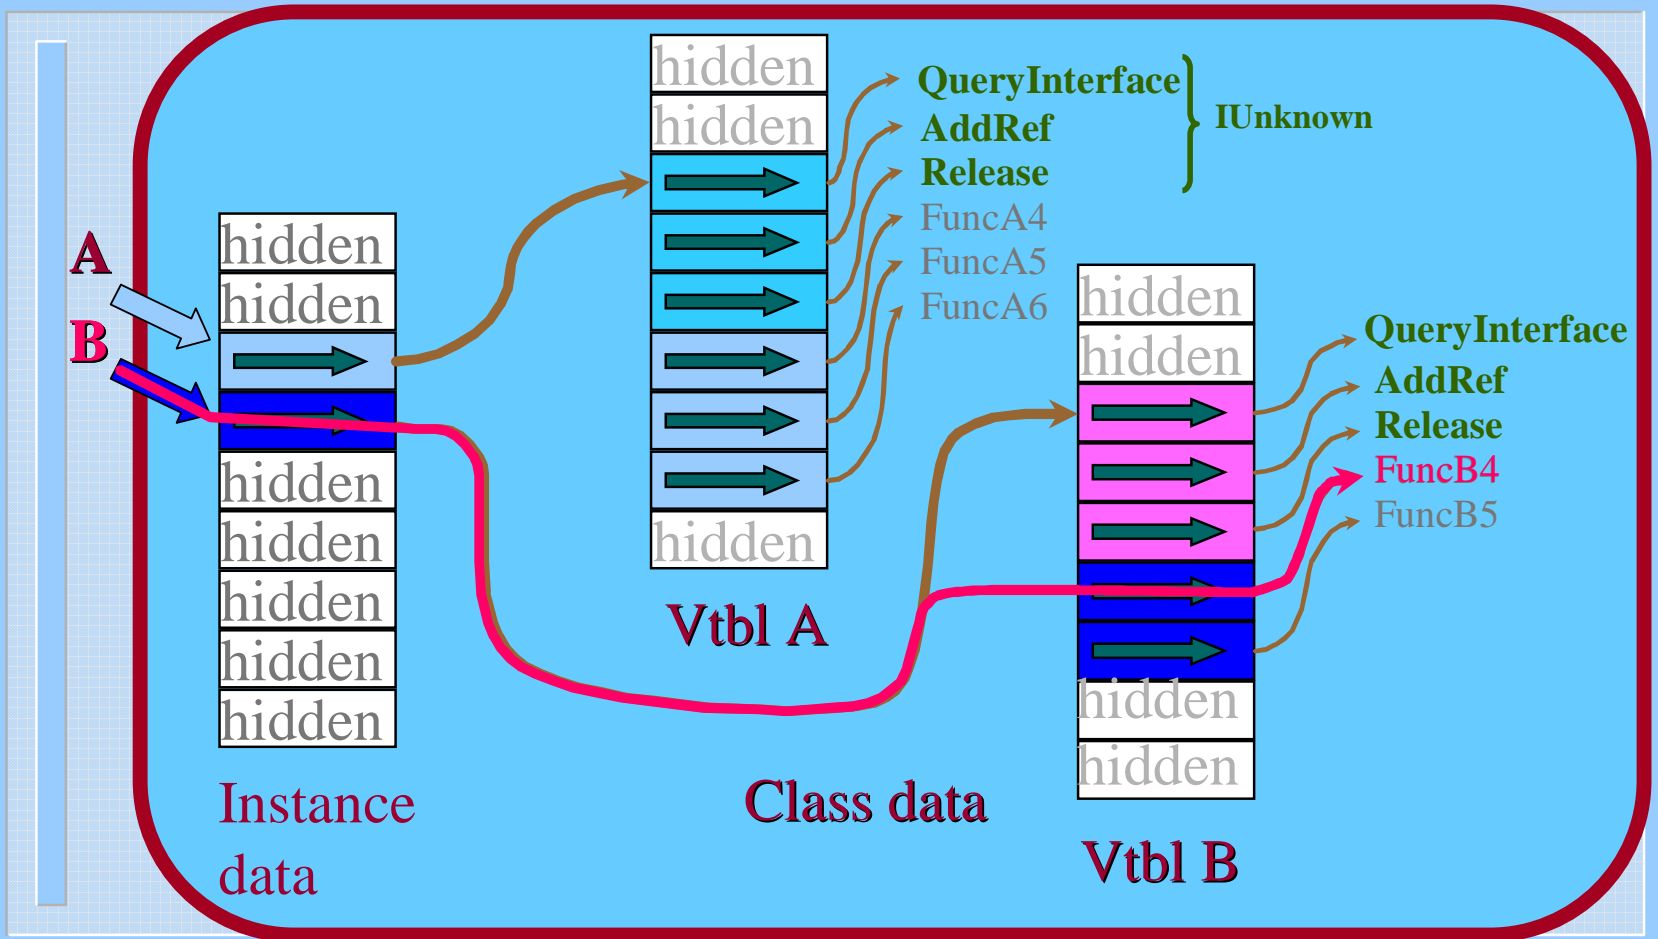 A
B
hidden
hidden
hidden
hidden
hidden
hidden
hidden
Instance
data
hidden
hidden
hidden
Vtbl A
QueryInterface
AddRef
Release
FuncA4
FuncA5
FuncA6
IUnknown
Class data
hidden
hidden
hidden
hidden
Vtbl B
QueryInterface
AddRef
Release
FuncB4
FuncB5